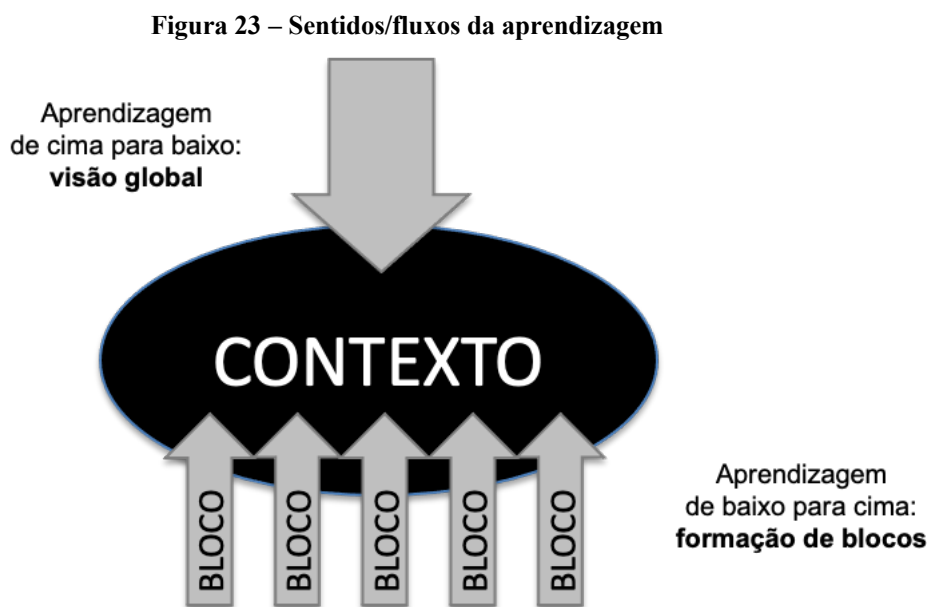 Figura 23 – Sentidos/fluxos da aprendizagem
Aprendizagem
de cima para baixo:
visão global
CONTEXTO
BLOCO
BLOCO
BLOCO
BLOCO
BLOCO
Aprendizagem
de baixo para cima:
formação de blocos